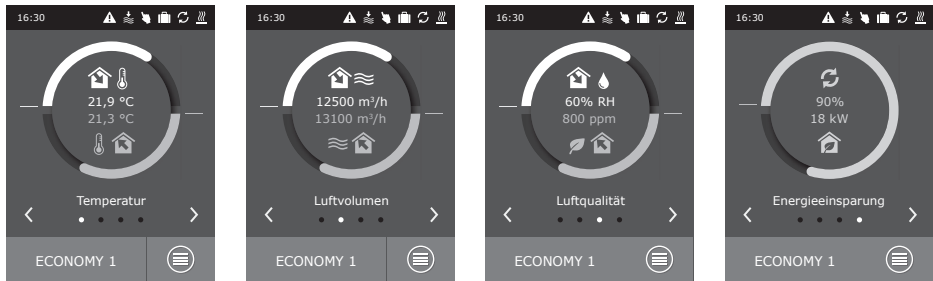 16:30
21,9 °C
21,3 °C
Temperatur
ECONOMY 1
16:30
12500 m³/h
13100 m³/h
Luftvolumen
ECONOMY 1
16:30
60% RH
800 ppm
Luftqualität
ECONOMY 1
16:30
90%
18 kW
Energieeinsparung
ECONOMY 1